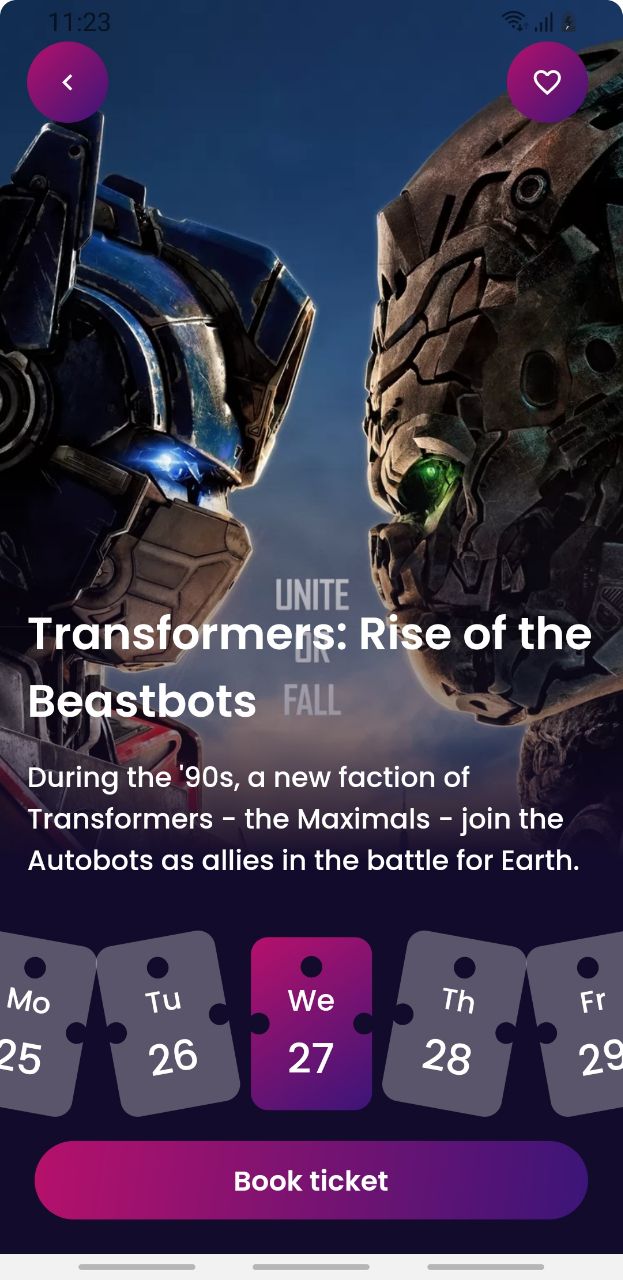 11:23
UNITE
Transformers: Rise of the
OR
Beastbots
FALL
During the '90s, a new faction of
Transformers - the Maximals - join the
Autobots as allies in the battle for Earth.
Mo
25
Tu
26
We
27
Th
28
Fr
29
Book ticket